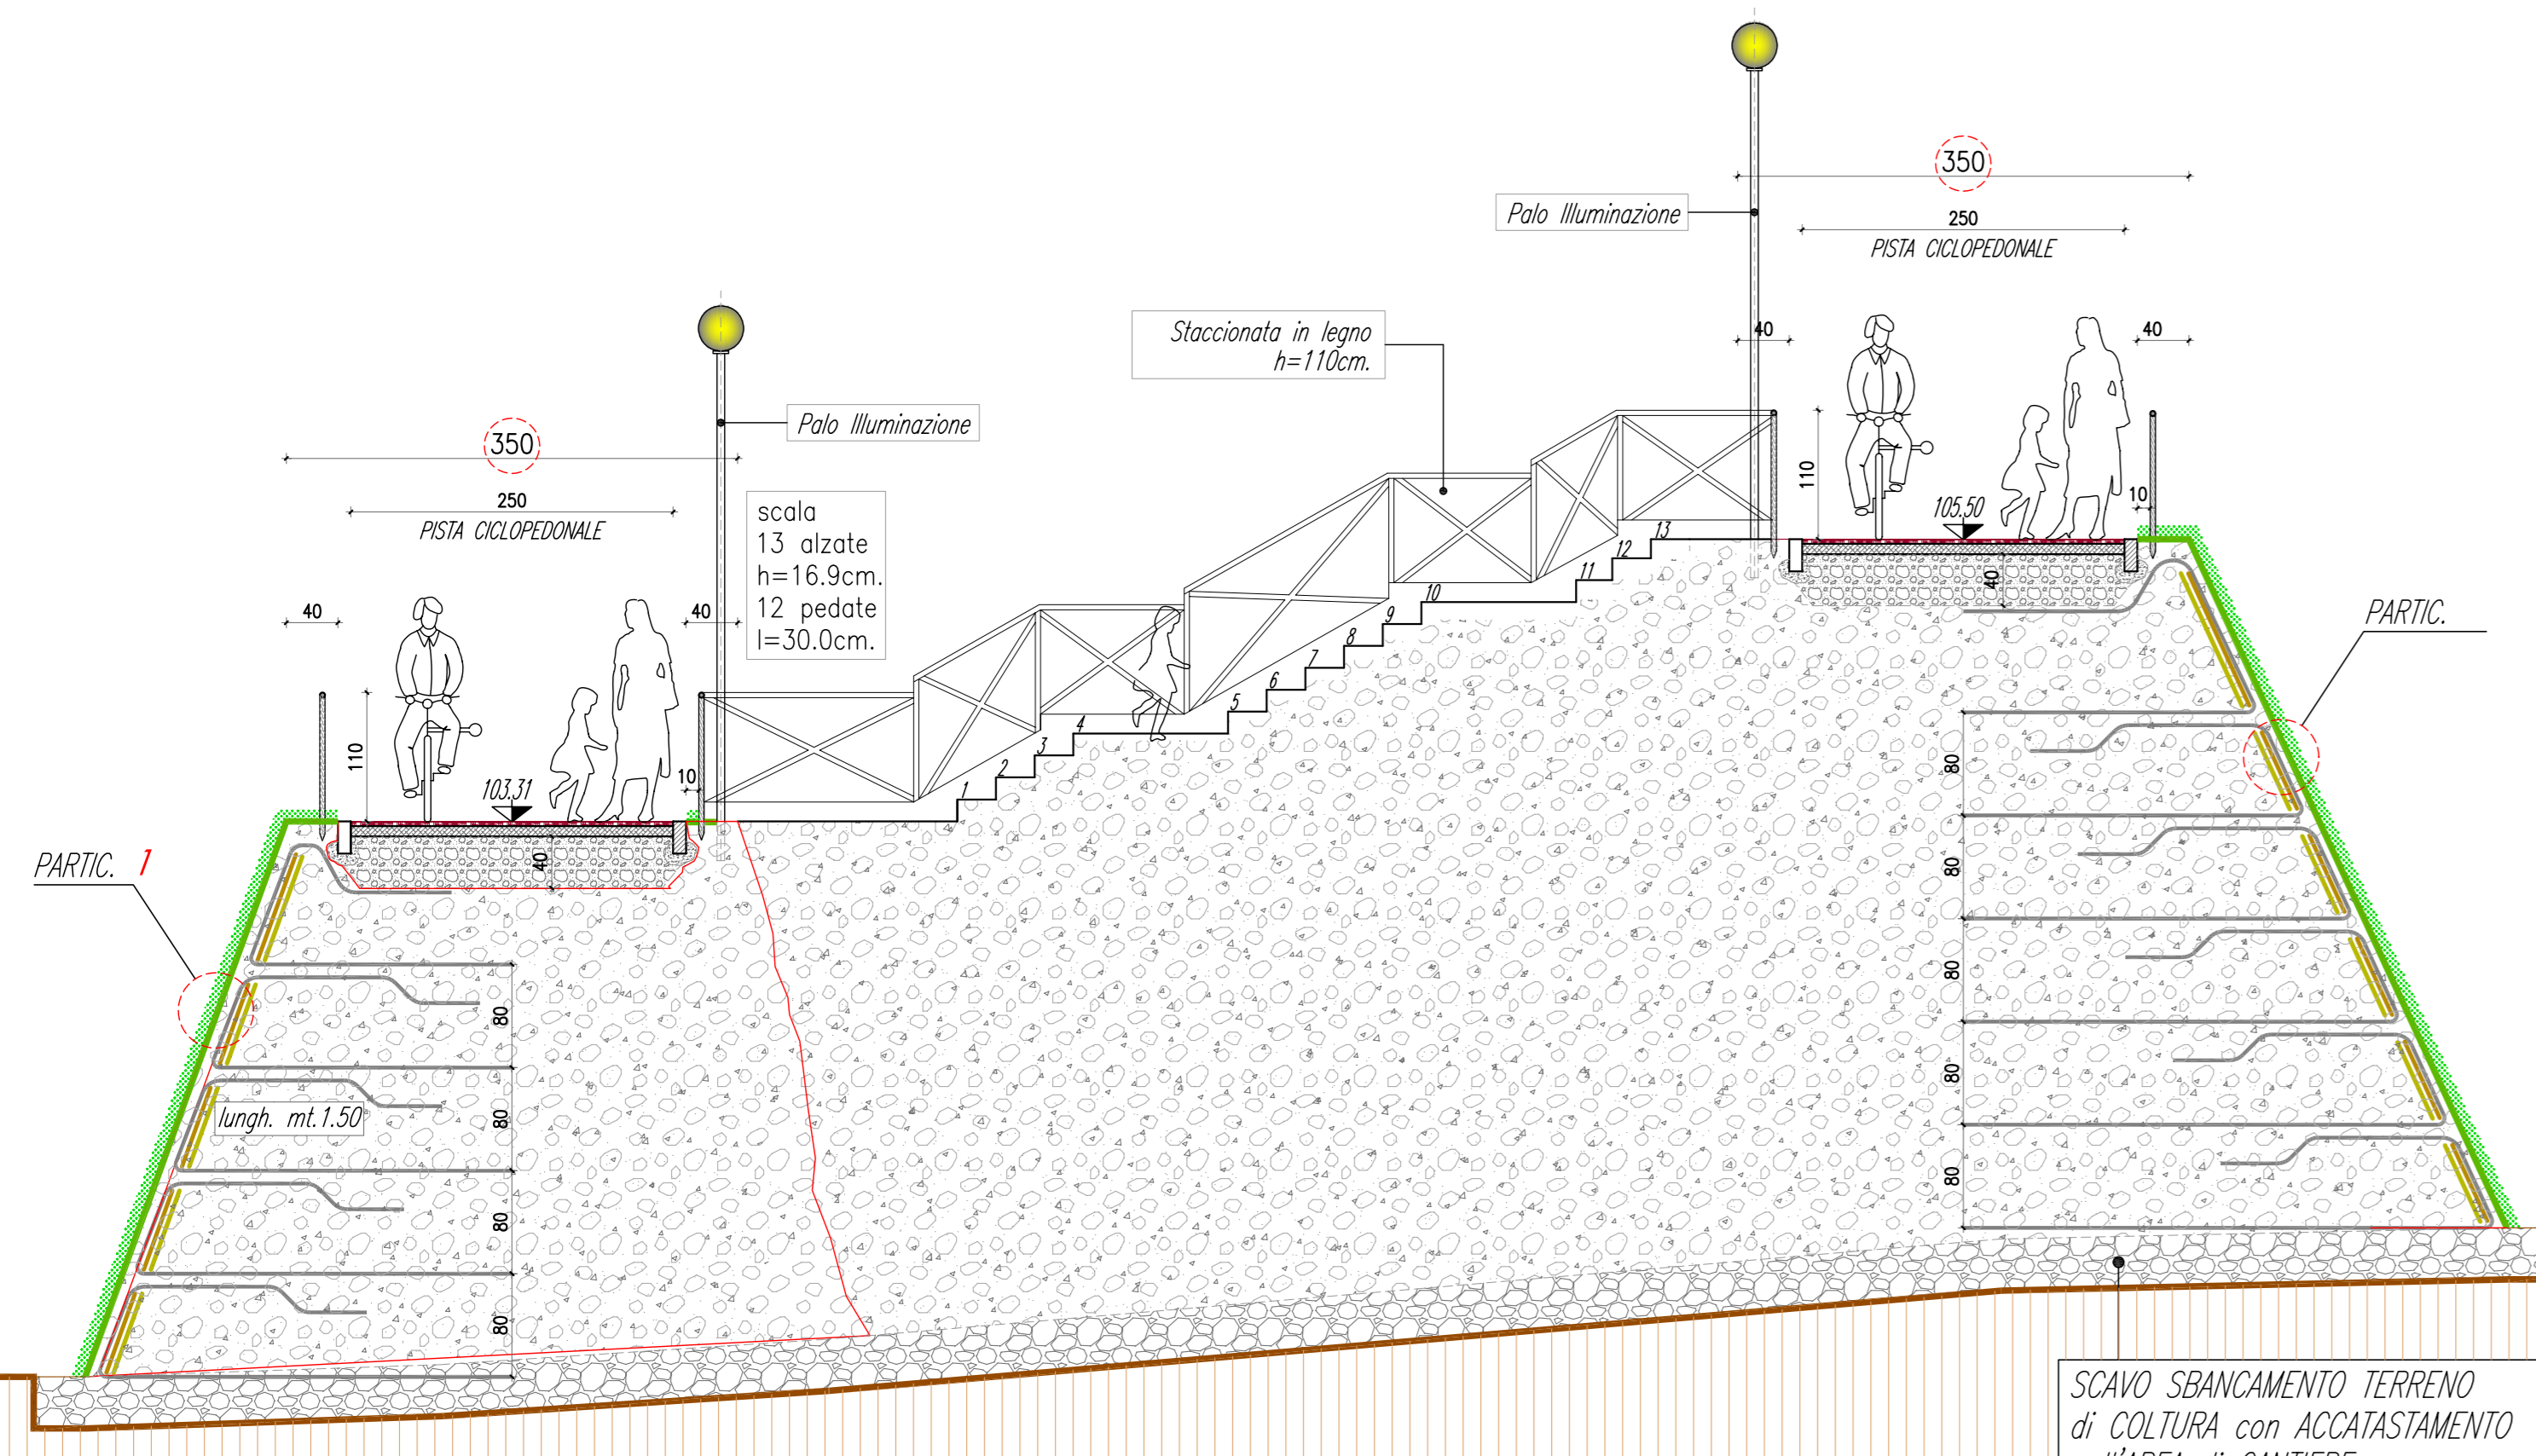 350
250
PISTA CICLOPEDONALE
Palo Illuminazione
40
40
110
10
105.50
40
PARTIC.
Staccionata in legno
h=110cm.
Palo Illuminazione
350
250
PISTA CICLOPEDONALE
scala
13 alzate
h=16.9cm.
12 pedate
l=30.0cm.
40
40
110
10
103.31
40
1
2
3
4
5
6
7
8
9
10
11
12
13
PARTIC. 1
lungh. mt.1.50
80
80
80
80
80
80
80
80
80
SCAVO SBANCAMENTO TERRENO
di COLTURA con ACCATASTAMENTO
di CANTIERE